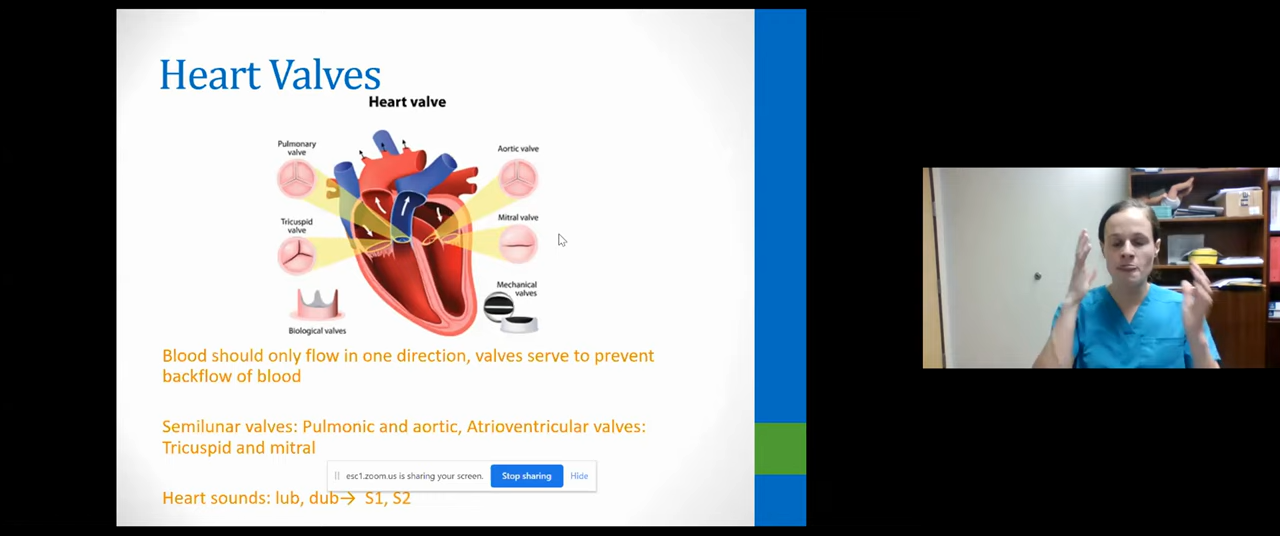 Heart Valves
Heart valve
Pulmonary
valve
Aortic valve
Tricuspid
valve
Mitral valve
Mechanical
valves
Biological valves
Blood should only flow in one direction, valves serve to prevent
backflow of blood
Semilunar valves: Pulmonic and aortic, Atrioventricular valves:
Tricuspid and mitral
esc1.zoom.us is sharing your screen. Stop sharing Hide
Heart sounds: lub, dub→ S1, S2